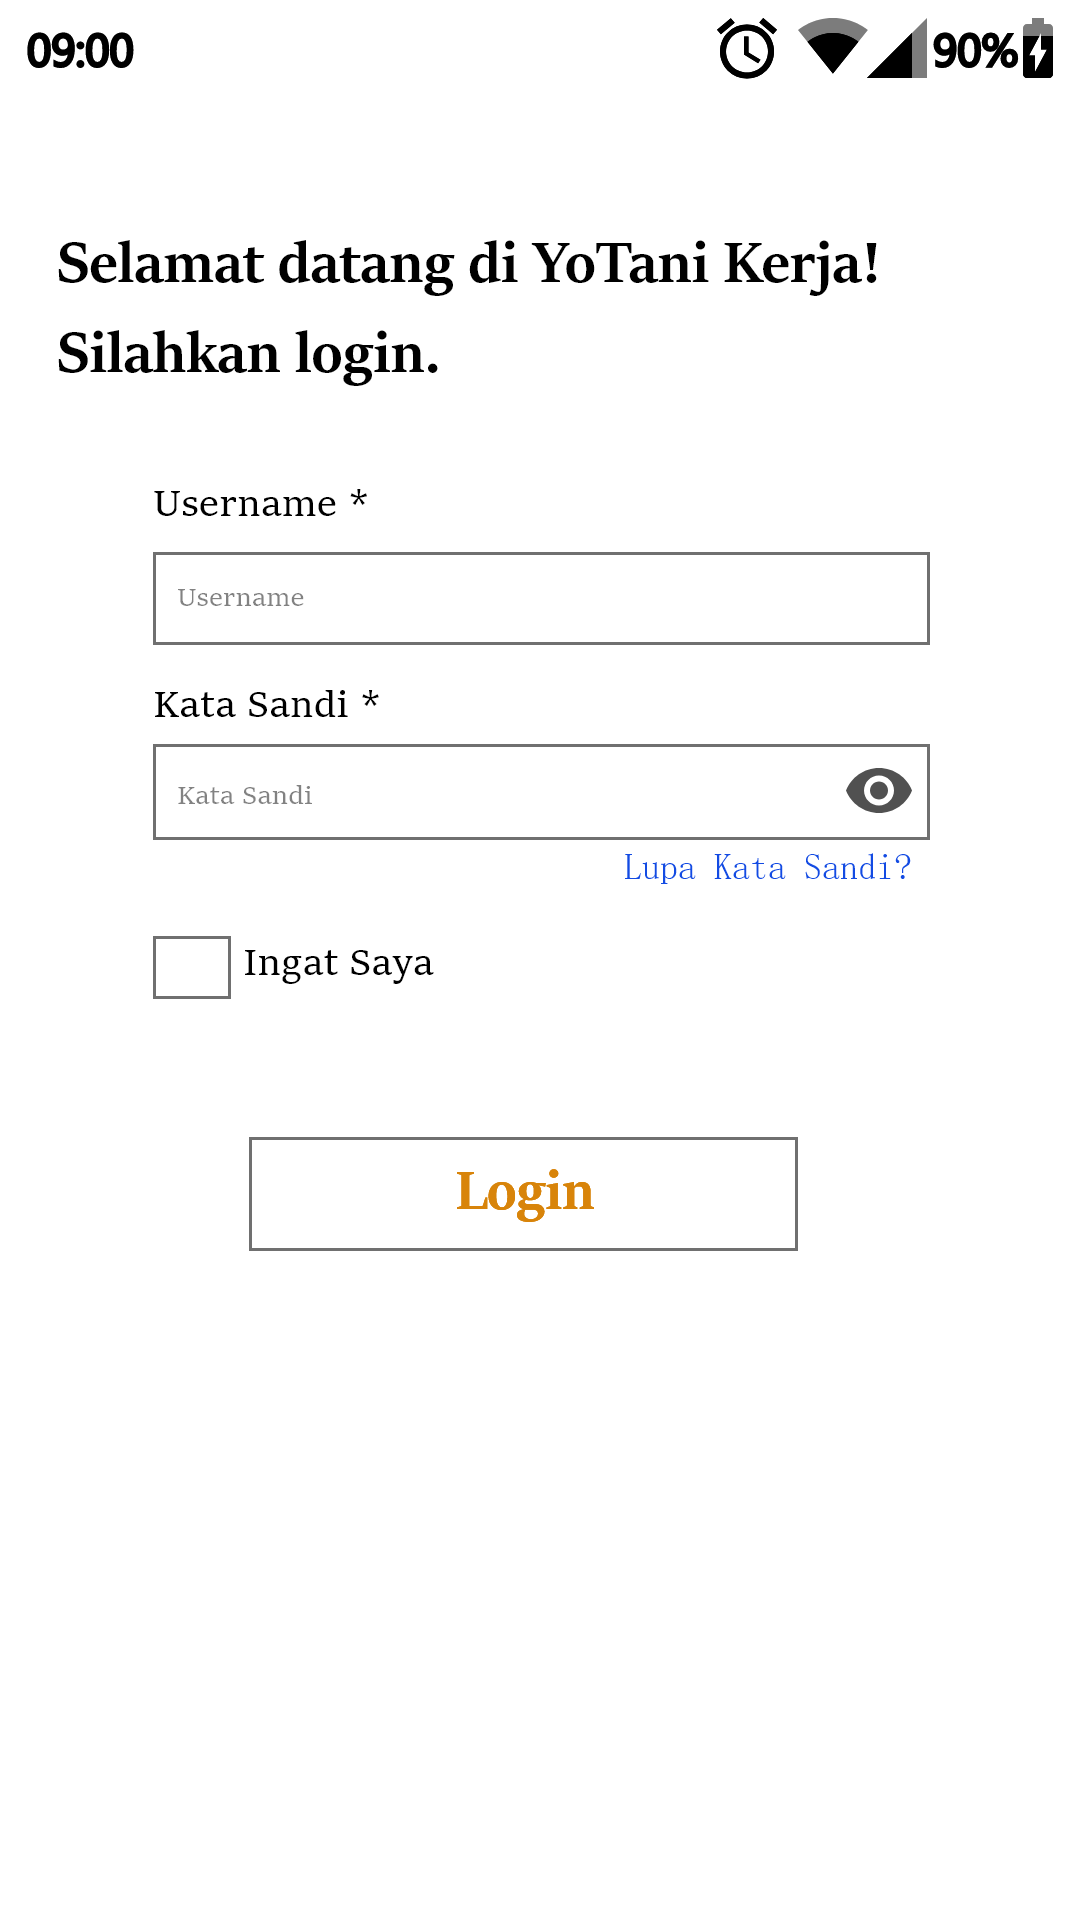 09:00 90%
Selamat datang di YoTani Kerja!
Silahkan login.
Username *
Username
Kata Sandi *
Kata Sandi
Lupa Kata Sandi?
Ingat Saya
Login